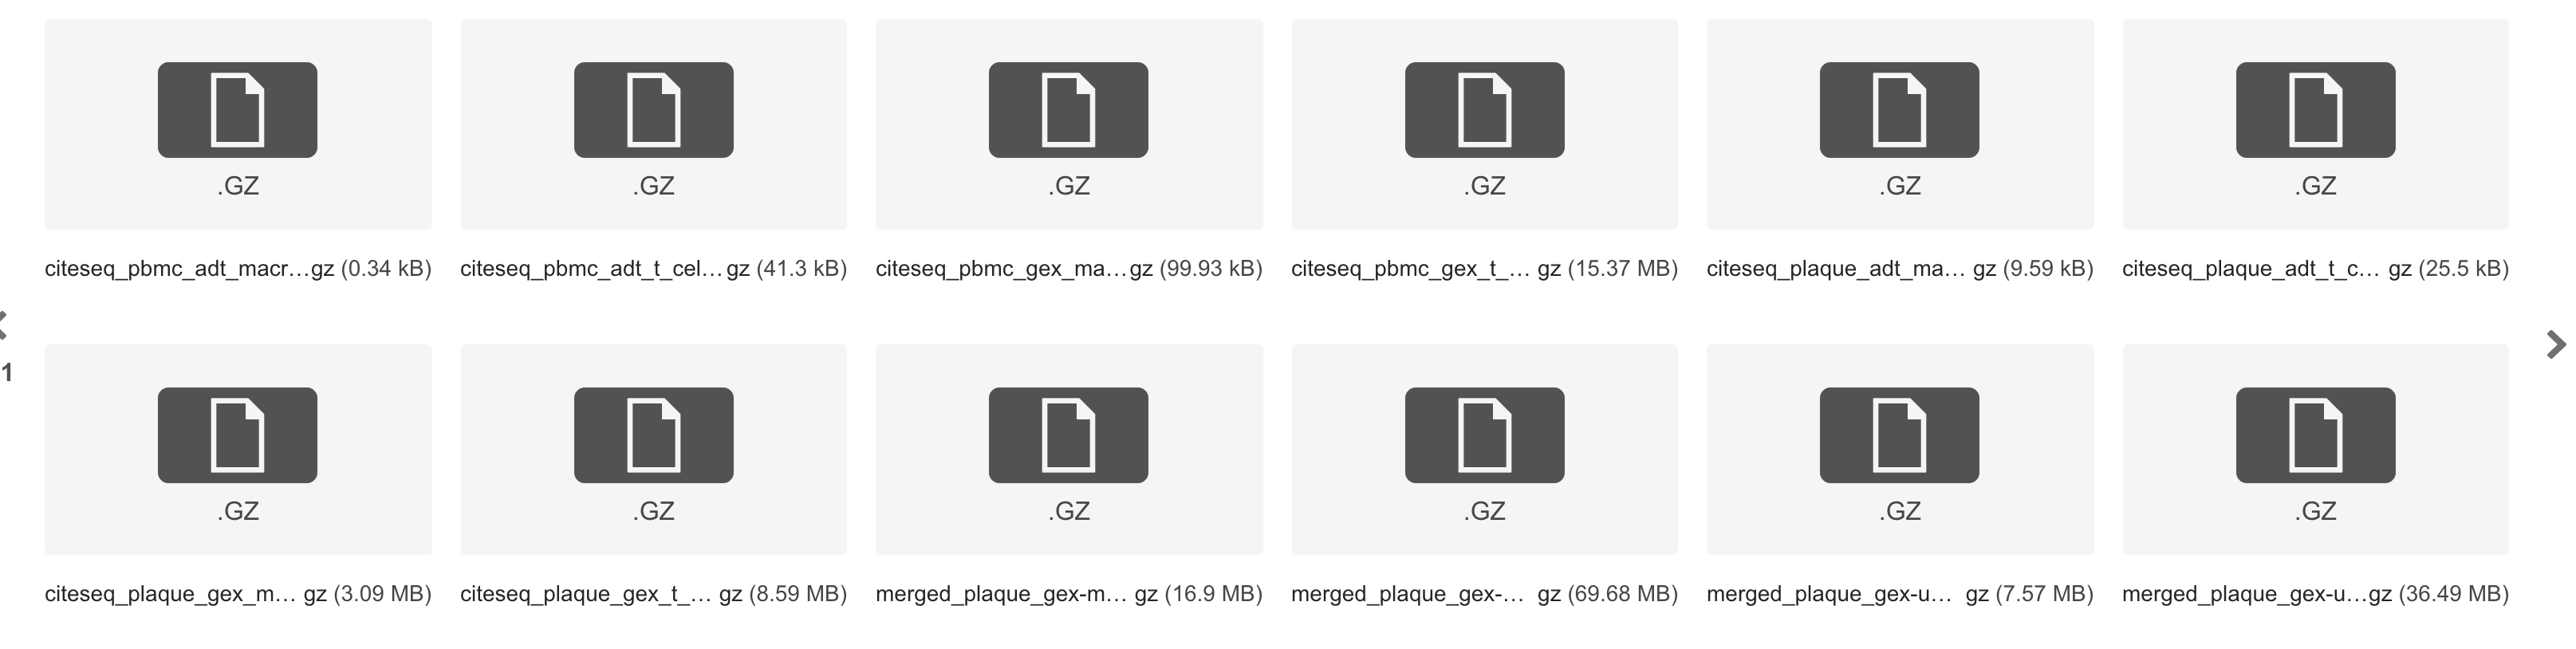 .GZ .GZ .GZ .GZ .GZ .GZ
citeseq_pbmc_adt_macr…gz (0.34 kB) citeseq_pbmc_adt_t_cel…gz (41.3 kB) citeseq_pbmc_gex_ma…gz (99.93 kB) citeseq_pbmc_gex_t_… gz (15.37 MB) citeseq_plaque_adt_ma… gz (9.59 kB) citeseq_plaque_adt_t_c… gz (25.5 kB)
1
.GZ .GZ .GZ .GZ .GZ .GZ
citeseq_plaque_gex_m… gz (3.09 MB) citeseq_plaque_gex_t_… gz (8.59 MB) merged_plaque_gex-m… gz (16.9 MB) merged_plaque_gex-… gz (69.68 MB) merged_plaque_gex-u… gz (7.57 MB) merged_plaque_gex-u…gz (36.49 MB)